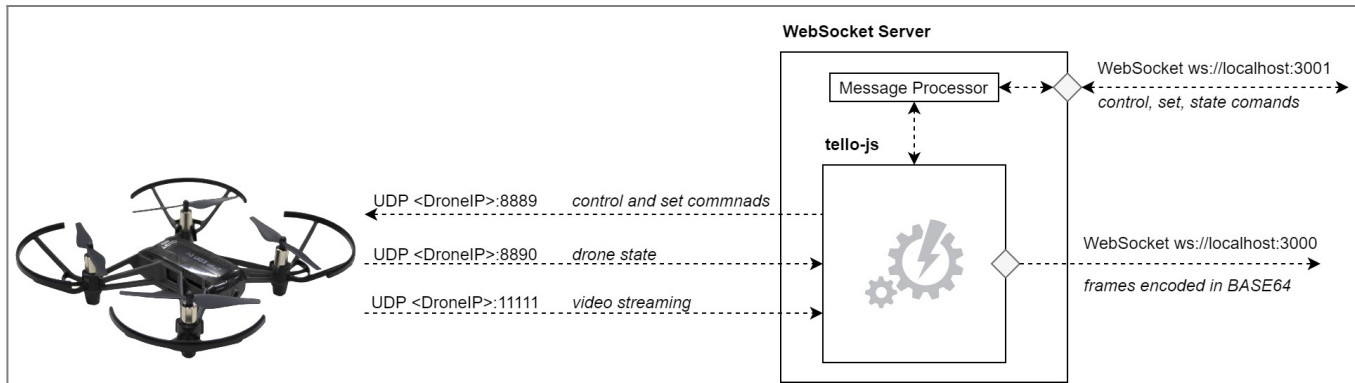 WebSocket Server
WebSocket ws://localhost:3001
Message Processor
control, set, state comands
tello-js
UDP <DroneIP>:8889 control and set commnads
UDP <DroneIP>:8890 drone state
WebSocket ws://localhost:3000
frames encoded in BASE64
UDP <DroneIP>:11111 video streaming